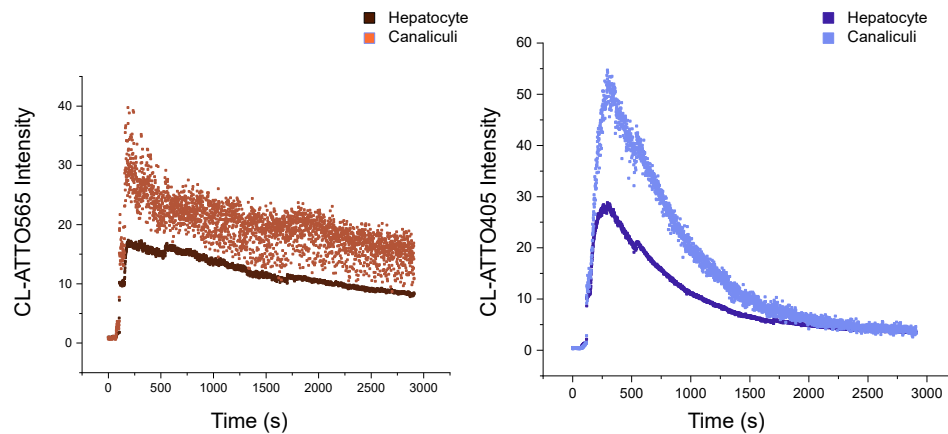 Hepatocyte
Canaliculi
CL-ATTO565 Intensity
40
30
20
10
0
0 500 1000 1500 2000 2500 3000
Time (s)
Hepatocyte
Canaliculi
CL-ATTO405 Intensity
60
50
40
30
20
10
0
0 500 1000 1500 2000 2500 3000
Time (s)